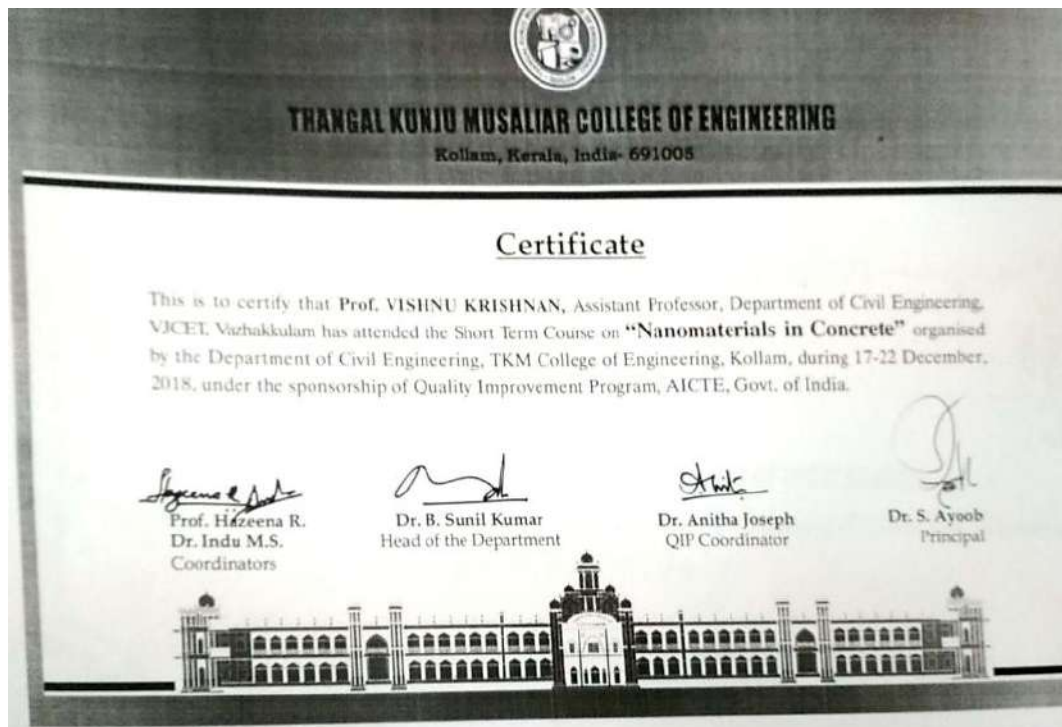 THANGAL KUNJU MUSALIAR COLLEGE OF ENGINEERING
Kollam, Kerala, India- 691005
Certificate
This is to certify that Prof. VISHNU KRISHNAN, Assistant Professor, Department of Civil Engineering,
VJCET, Vazhakkulam has attended the Short Term Course on “Nanomaterials in Concrete” organised
by the Department of Civil Engineering, TKM College of Engineering, Kollam, during 17-22 December,
2018, under the sponsorship of Quality Improvement Program, AICTE, Govt. of India.
Prof. Hazeena R.
Dr. Indu M.S.
Coordinators
Dr. B. Sunil Kumar
Head of the Department
Dr. Anitha Joseph
QIP Coordinator
Dr. S. Ayoob
Principal